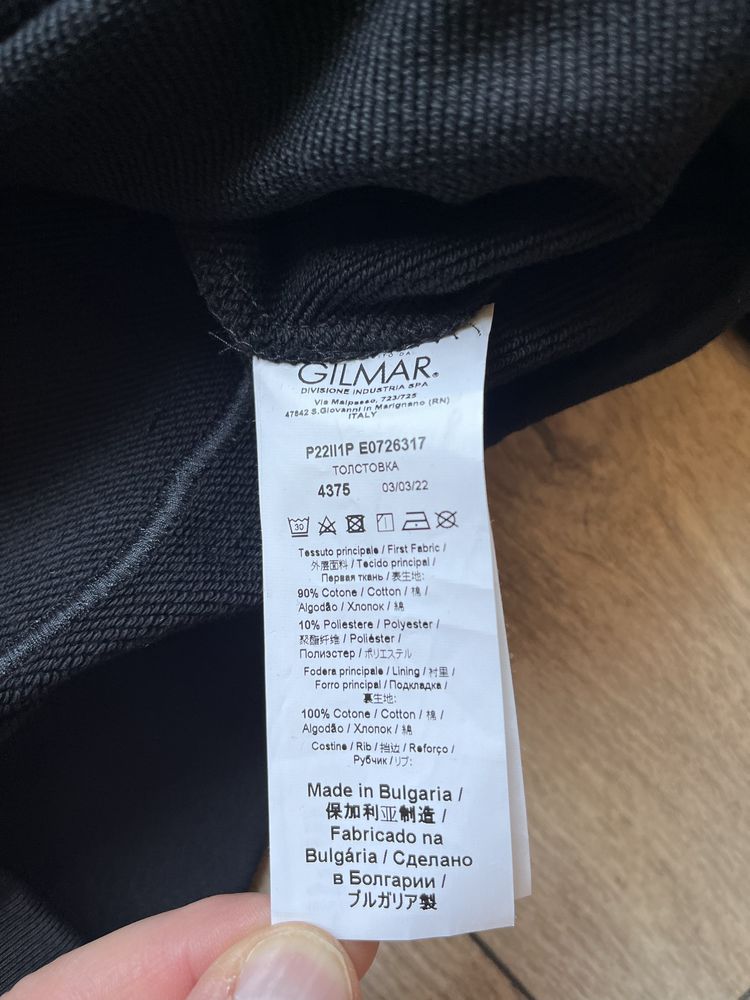 GILMAR®
DIVISIONE INDUSTRIA SPA
Via Malpasso, 723/725
47842 S.Giovanni in Marignano (RN)
ITALY
P22II1P E0726317
ТОЛСТОВКА
4375 03/03/22
30
Tessuto principale / First Fabric /
外层面料 / Tecido principal /
Первая ткань / 表生地:
90% Cotone / Cotton / 棉 /
Algodão / Хлопок / 綿
10% Poliestere / Polyester /
聚酯纤维 / Poliéster /
Полиэстер / ポリエステル
Fodera principale / Lining / 衬里 /
Forro principal / Подкладка /
裏生地:
100% Cotone / Cotton / 棉 /
Algodão / Хлопок / 綿
Costine / Rib / 挡边 / Reforço /
Рубчик / リブ:
Made in Bulgaria /
保加利亚制造 /
Fabricado na
Bulgária / Сделано
в Болгарии /
ブルガリア製